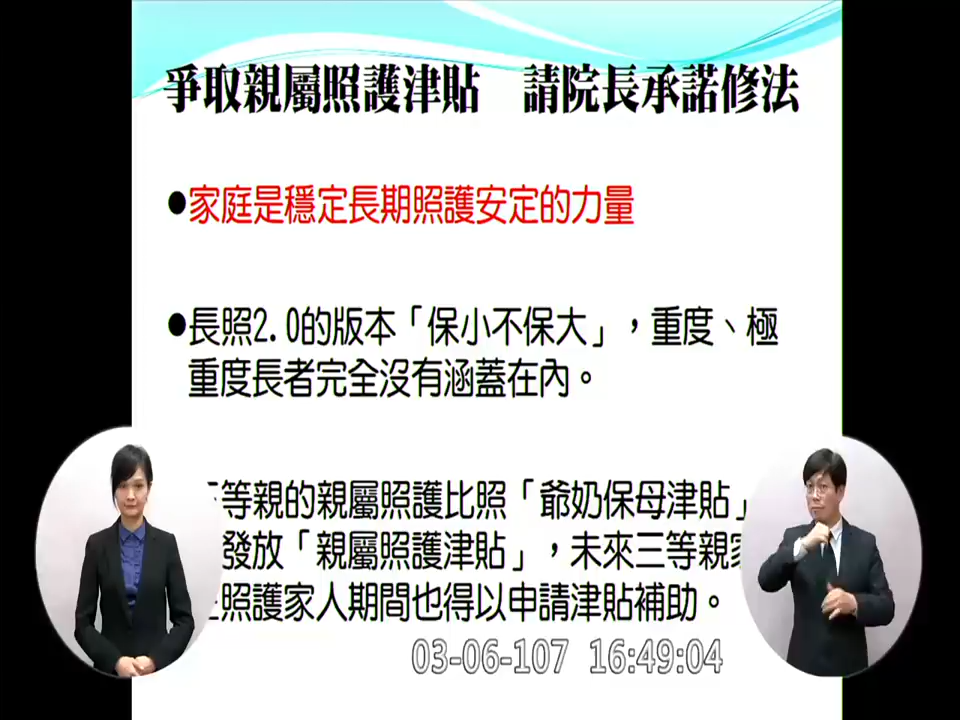 爭取親屬照護津貼　請院長承諾修法
●家庭是穩定長期照護安定的力量
●長照2.0的版本「保小不保大」，重度、極
重度長者完全沒有涵蓋在內。
等親的親屬照護比照「爺奶保母津貼」
發放「親屬照護津貼」，未來三等親
照護家人期間也得以申請津貼補助。
03-06-107 16:49:04